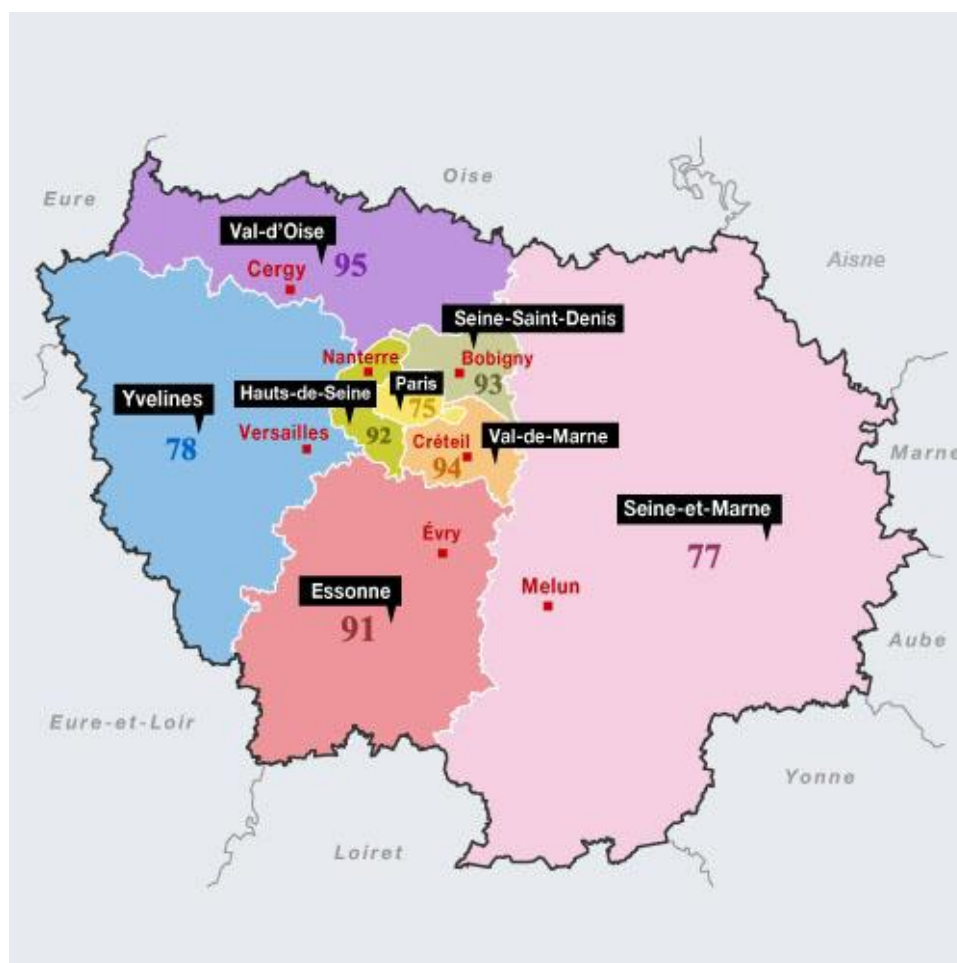 Oise
Eure
Val-d'Oise
95
Aisne
Cergy
Seine-Saint-Denis
Nanterre
Bobigny
Paris
93
Hauts-de-Seine
Yvelines
75
92
Versailles
Créteil
Val-de-Marne
78
94
Marne
Seine-et-Marne
Évry
77
Melun
Essonne
91
Aube
Eure-et-Loir
Yonne
Loiret